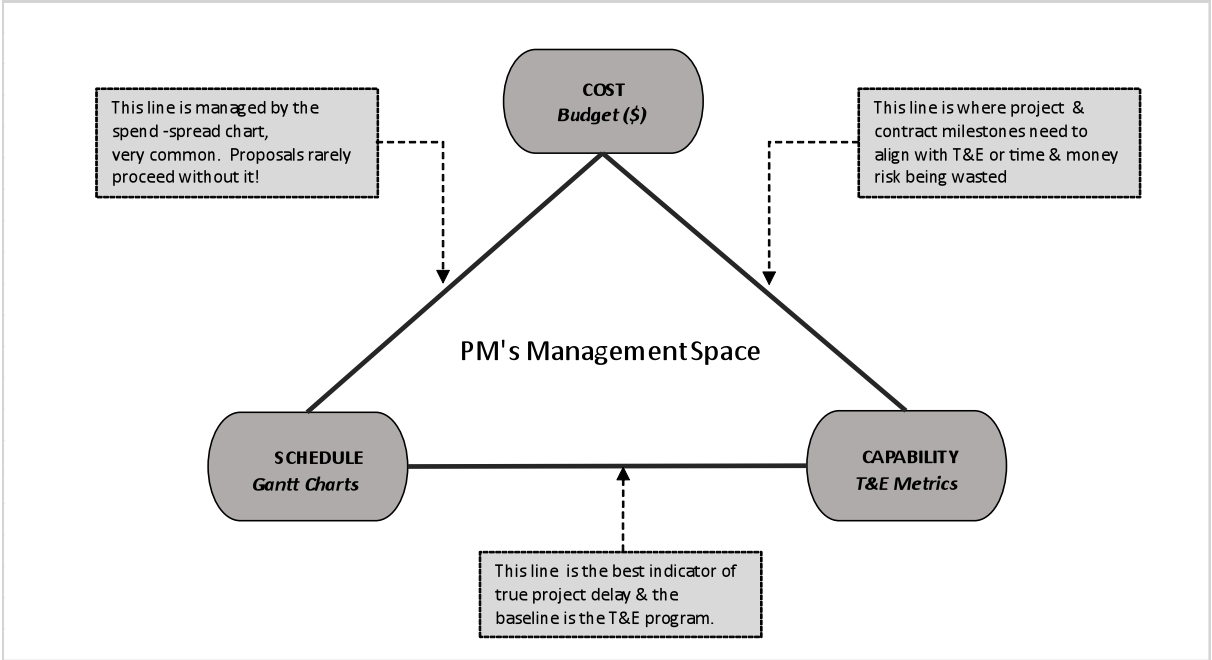 COST
Budget ($)
This line is managed by the
spend -spread chart,
very common. Proposals rarely
proceed without it!
This line is where project &
contract milestones need to
align with T&E or time & money
risk being wasted
PM's Management Space
SCHEDULE
Gantt Charts
CAPABILITY
T&E Metrics
This line is the best indicator of
true project delay & the
baseline is the T&E program.